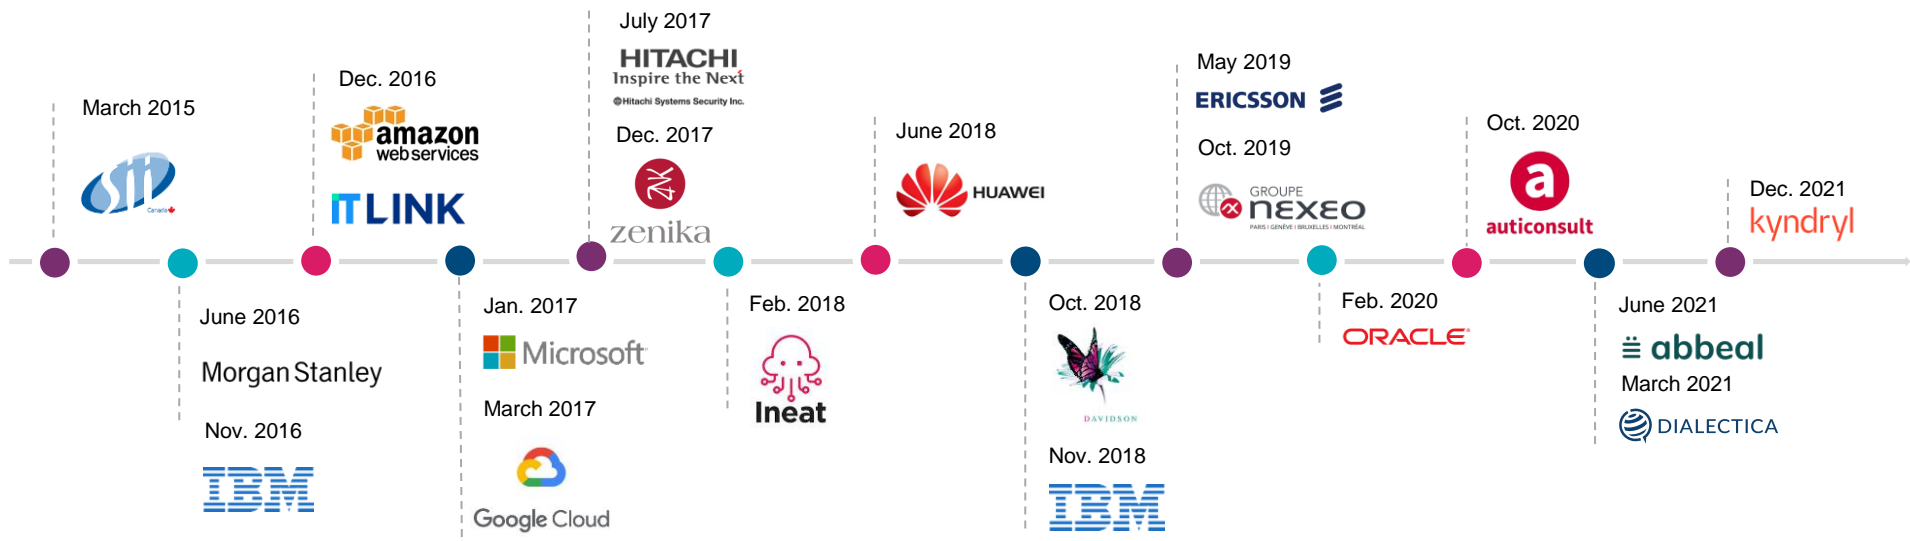 March 2015
Sii
Canada
June 2016
Morgan Stanley
Nov. 2016
IBM
Dec. 2016
amazon
webservices
ITLINK
Jan. 2017
Microsoft
March 2017
Google Cloud
July 2017
HITACHI
Inspire the Next
@Hitachi Systems Security Inc.
Dec. 2017
zenika
Feb. 2018
Ineat
June 2018
HUAWEI
Oct. 2018
DAVIDSON
Nov. 2018
IBM
May 2019
ERICSSON
Oct. 2019
GROUPE
nexeo
PARIS I GENÈVE I BRUXELLES I MONTRÉAL
Feb. 2020
ORACLE
Oct. 2020
a
auticonsult
June 2021
abbeal
March 2021
DIALECTICA
Dec. 2021
kyndryl